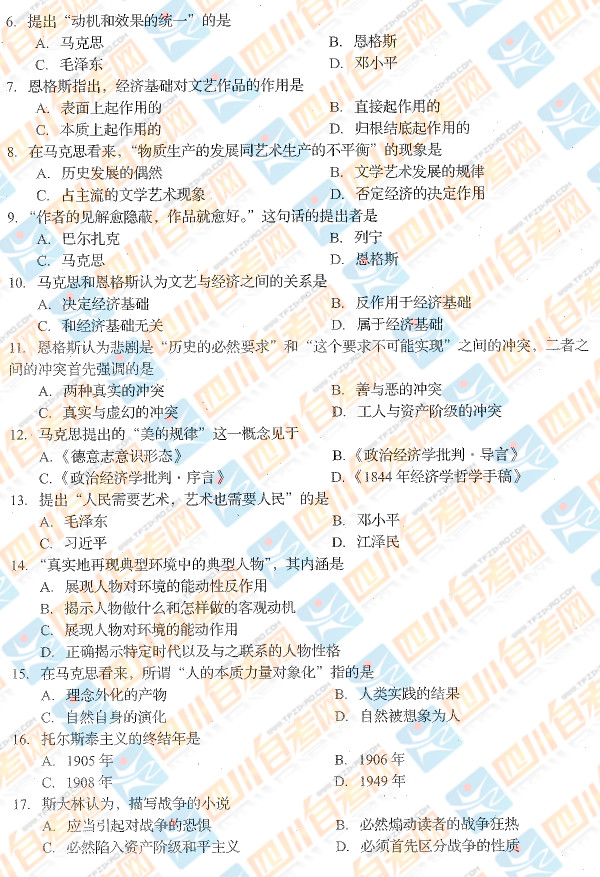 6. 提出“动机和效果的统一”的是
A. 马克思 B. 恩格斯
C. 毛泽东 D. 邓小平
7. 恩格斯指出，经济基础对文艺作品的作用是
A. 表面上起作用的 B. 直接起作用的
C. 本质上起作用的 D. 归根结底起作用的
8. 在马克思看来，“物质生产的发展同艺术生产的不平衡”的现象是
A. 历史发展的偶然 B. 文学艺术发展的规律
C. 占主流的文学艺术现象 D. 否定经济的决定作用
9. “作者的见解愈隐蔽，作品就愈好。”这句话的提出者是
A. 巴尔扎克 B. 列宁
C. 马克思 D. 恩格斯
10. 马克思和恩格斯认为文艺与经济之间的关系是
A. 决定经济基础 B. 反作用于经济基础
C. 和经济基础无关 D. 属于经济基础
11. 恩格斯认为悲剧是“历史的必然要求”和“这个要求不可能实现”之间的冲突，二者之
间的冲突首先强调的是
A. 两种真实的冲突 B. 善与恶的冲突
C. 真实与虚幻的冲突 D. 工人与资产阶级的冲突
12. 马克思提出的“美的规律”这一概念见于
A.《德意志意识形态》 B.《政治经济学批判·导言》
C.《政治经济学批判·序言》 D.《1844年经济学哲学手稿》
13. 提出“人民需要艺术，艺术也需要人民”的是
A. 毛泽东 B. 邓小平
C. 习近平 D. 江泽民
14. “真实地再现典型环境中的典型人物”，其内涵是
A. 展现人物对环境的能动性反作用
B. 揭示人物做什么和怎样做的客观动机
C. 展现人物对环境的能动作用
D. 正确揭示特定时代以及与之联系的人物性格
15. 在马克思看来，所谓“人的本质力量对象化”指的是
A. 理念外化的产物 B. 人类实践的结果
C. 自然自身的演化 D. 自然被想象为人
16. 托尔斯泰主义的终结年是
A. 1905年 B. 1906年
C. 1908年 D. 1949年
17. 斯大林认为，描写战争的小说
A. 应当引起对战争的恐惧 B. 必然煽动读者的战争狂热
C. 必然陷入资产阶级和平主义 D. 必须首先区分战争的性质